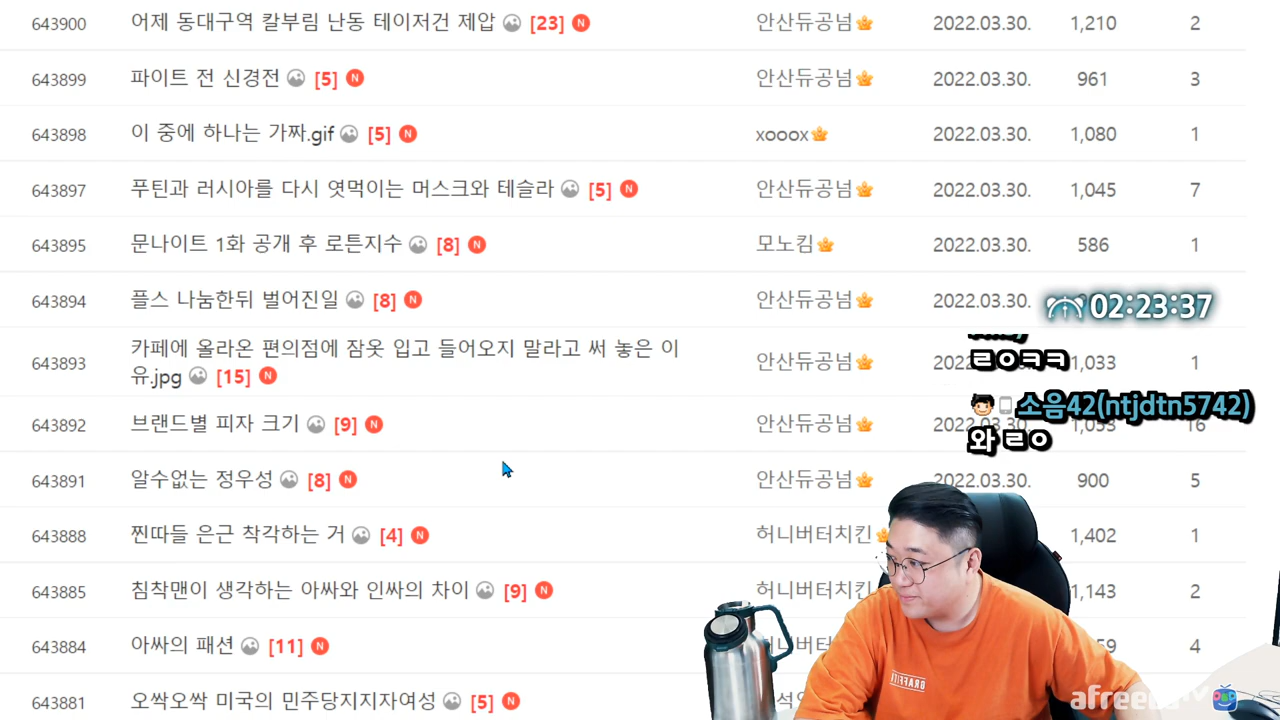 643900 어제 동대구역 칼부림 난동 테이저건 제압 [23] N 안산듀공넘 2022.03.30. 1,210 2
643899 파이트 전 신경전 [5] N 안산듀공넘 2022.03.30. 961 3
643898 이 중에 하나는 가짜.gif [5] N xooox 2022.03.30. 1,080 1
643897 푸틴과 러시아를 다시 엿먹이는 머스크와 테슬라 [5] N 안산듀공넘 2022.03.30. 1,045 7
643895 문나이트 1화 공개 후 로튼지수 [8] N 모노킴 2022.03.30. 586 1
643894 플스 나눔한뒤 벌어진일 [8] N 안산듀공넘 2022.03.30.
02:23:37
카페에 올라온 편의점에 잠옷 입고 들어오지 말라고 써 놓은 이
643893 유.jpg [15] N 안산듀공넘 1,033 1
ㄹㅇㅋㅋ
소음42(ntjdtn5742)
643892 브랜드별 피자 크기 [9] N 안산듀공넘 16
와 ㄹㅇ
643891 알수없는 정우성 [8] N 안산듀공넘 2022.03.30. 900 5
643888 찐따들 은근 착각하는 거 [4] N 허니버터치킨 1,402 1
643885 침착맨이 생각하는 아싸와 인싸의 차이 [9] N 허니버터치킨 1,143 2
643884 아싸의 패션 [11] N 4
643881 오싹오싹 미국의 민주당지지자여성 [5] N
GRAFFITI